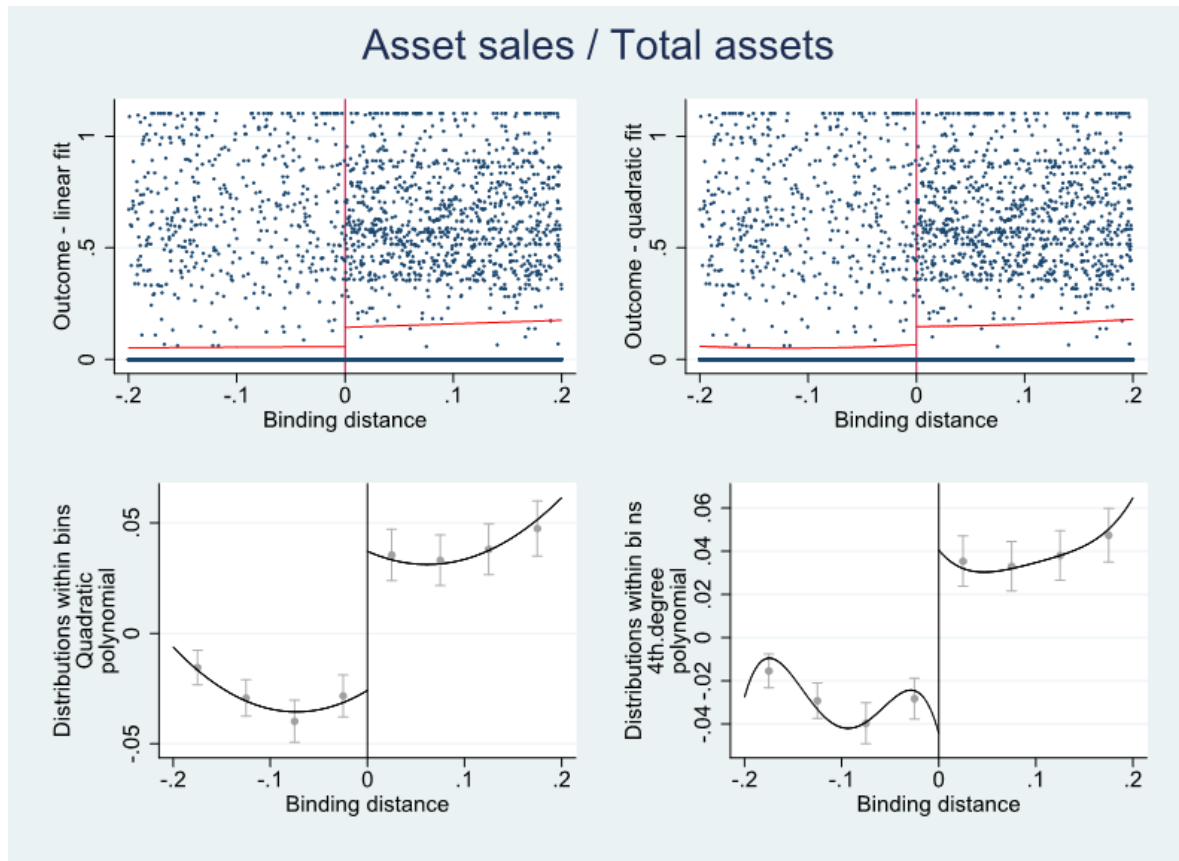 Asset sales / Total assets
Outcome - linear fit
1
.5
0
-.2 -.1 0 .1 .2
Binding distance
Outcome - quadratic fit
1
.5
0
-.2 -.1 0 .1 .2
Binding distance
Distributions within bins
Quadratic
polynomial
.05
0
-.05
-.2 -.1 0 .1 .2
Binding distance
Distributions within bi ns
4th.degree
polynomial
.06
.04
.02
0
-.02
-.04
-.2 -.1 0 .1 .2
Binding distance